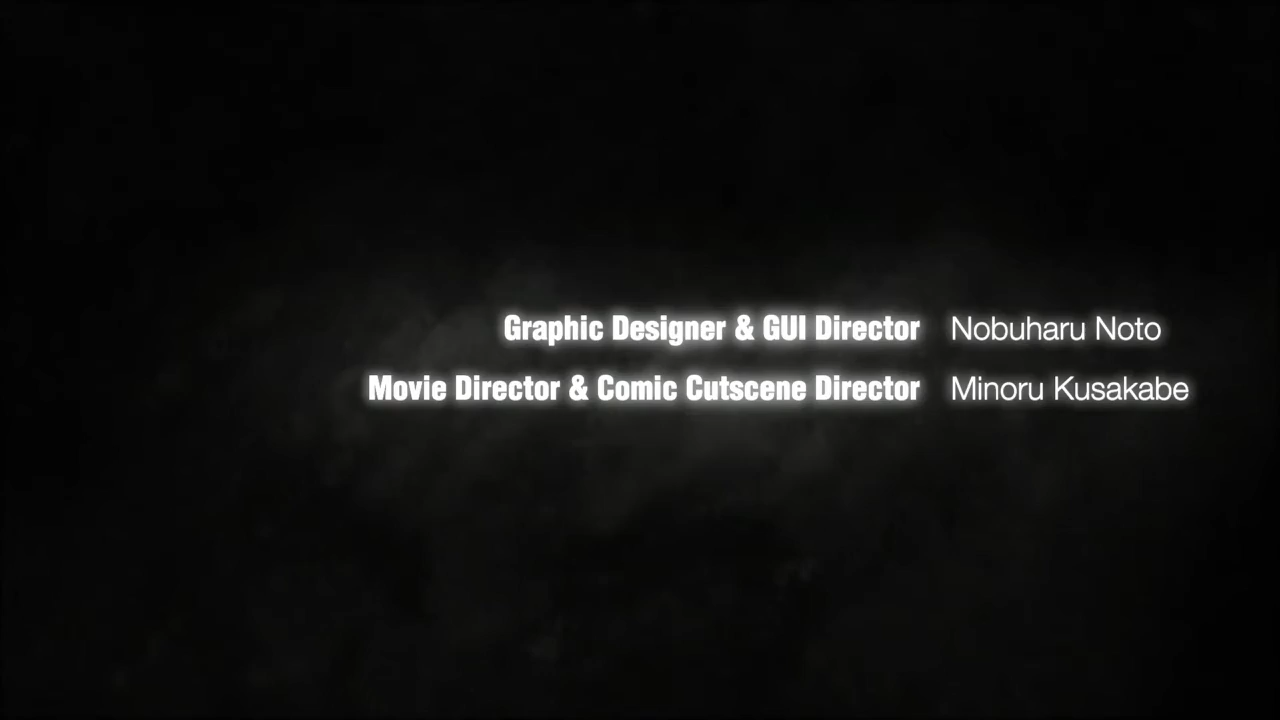 Graphic Designer & GUI Director Nobuharu Noto
Movie Director & Comic Cutscene Director Minoru Kusakabe